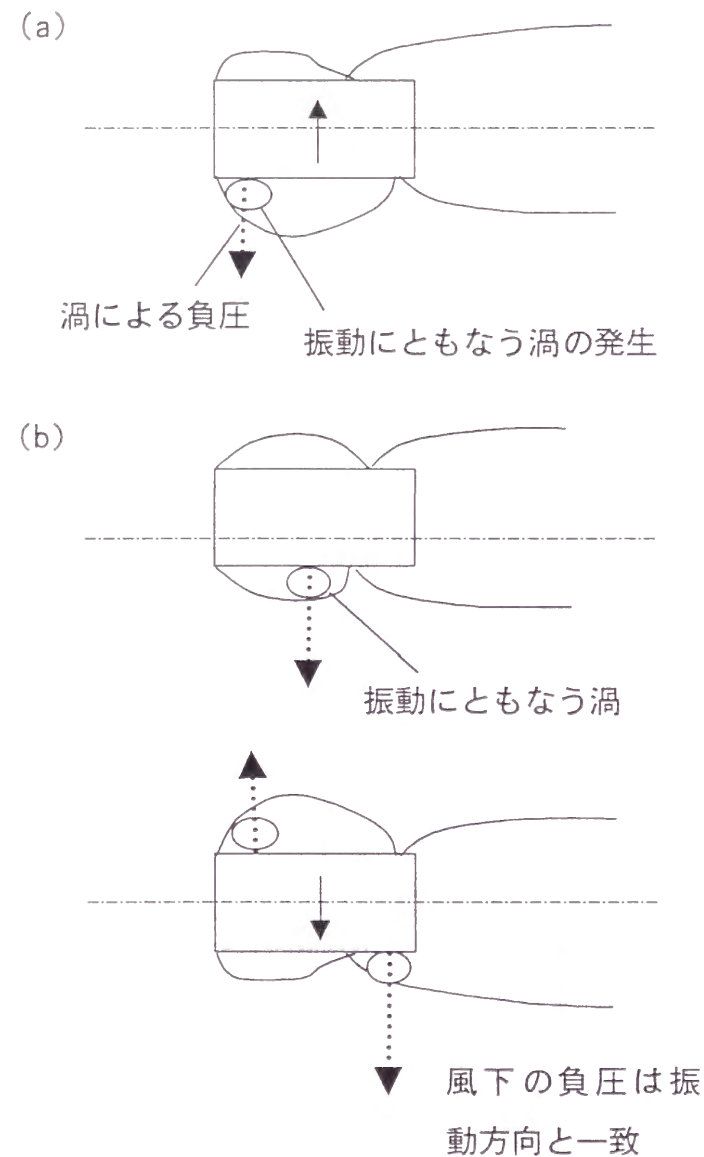 (a)
渦による負圧
振動にともなう渦の発生
(b)
振動にともなう渦
風下の負圧は振
動方向と一致